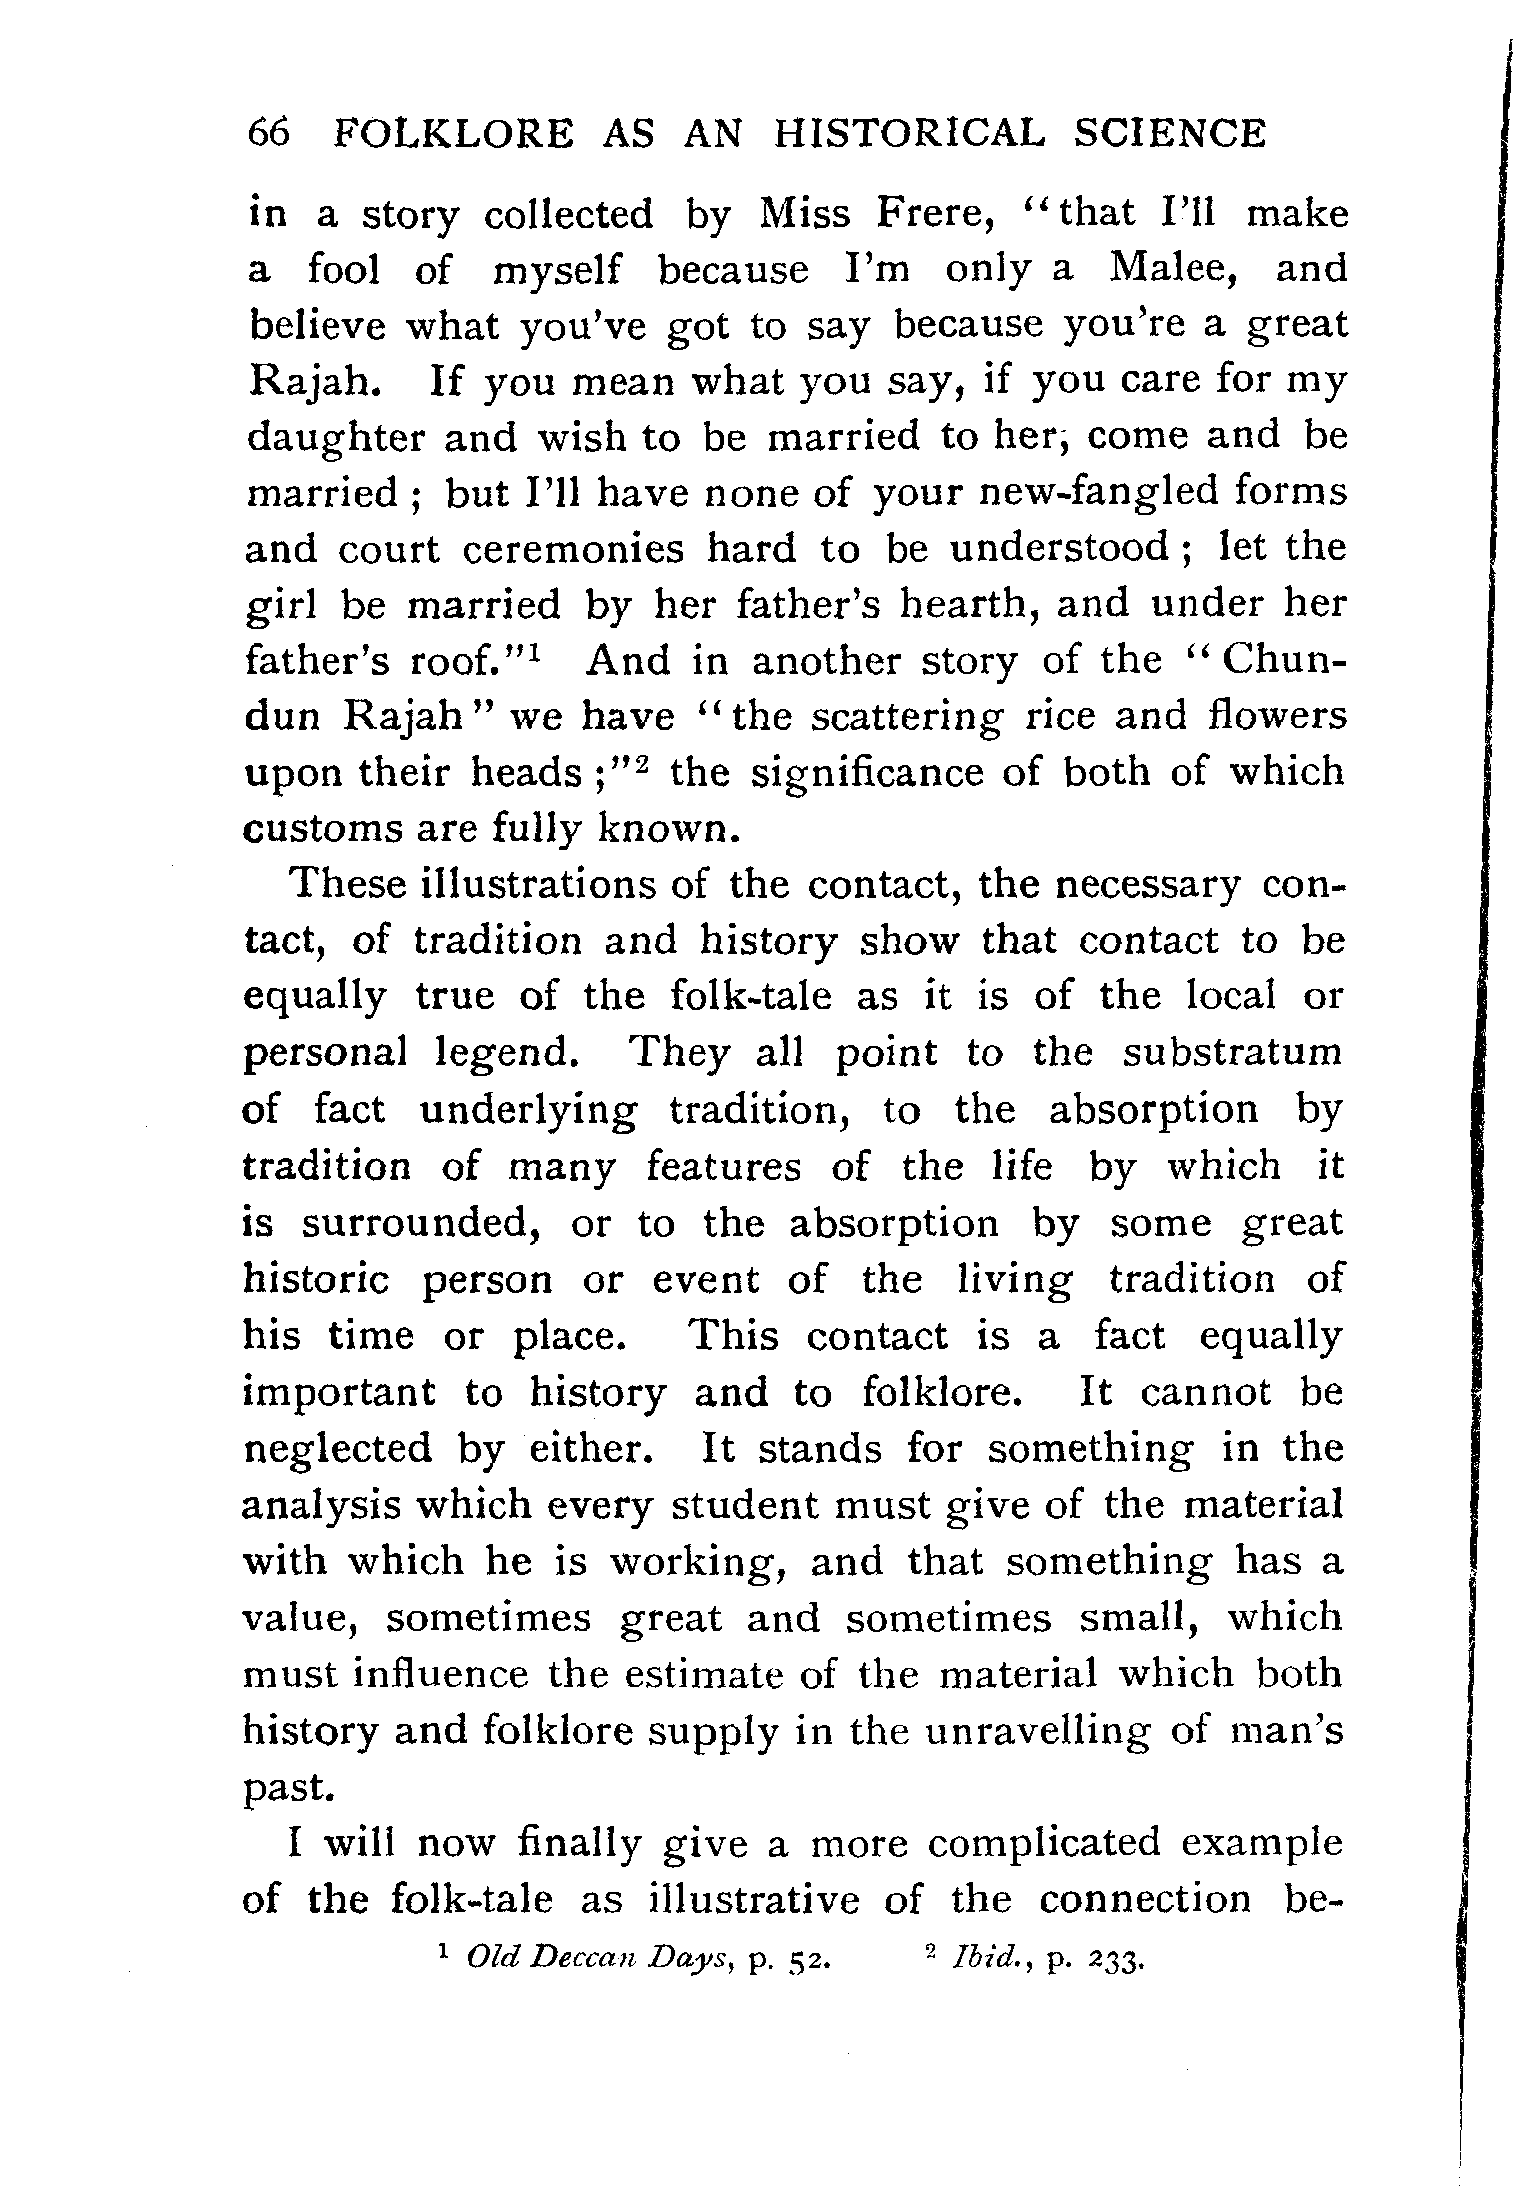 66 FOLKLORE AS AN HISTORICAL SCIENCE
in a story collected by Miss Frere, “that I’ll make
a fool of myself because I’m only a Malee, and
believe what you’ve got to say because you’re a great
Rajah. If you mean what you say, if you care for my
daughter and wish to be married to her, come and be
married ; but I’ll have none of your new-fangled forms
and court ceremonies hard to be understood ; let the
girl be married by her father’s hearth, and under her
father’s roof.”¹ And in another story of the “ Chun-
dun Rajah ” we have “ the scattering rice and flowers
upon their heads ;”² the significance of both of which
customs are fully known.
These illustrations of the contact, the necessary con-
tact, of tradition and history show that contact to be
equally true of the folk-tale as it is of the local or
personal legend. They all point to the substratum
of fact underlying tradition, to the absorption by
tradition of many features of the life by which it
is surrounded, or to the absorption by some great
historic person or event of the living tradition of
his time or place. This contact is a fact equally
important to history and to folklore. It cannot be
neglected by either. It stands for something in the
analysis which every student must give of the material
with which he is working, and that something has a
value, sometimes great and sometimes small, which
must influence the estimate of the material which both
history and folklore supply in the unravelling of man’s
past.
I will now finally give a more complicated example
of the folk-tale as illustrative of the connection be-
¹ Old Deccan Days, p. 52. ² Ibid., p. 233.